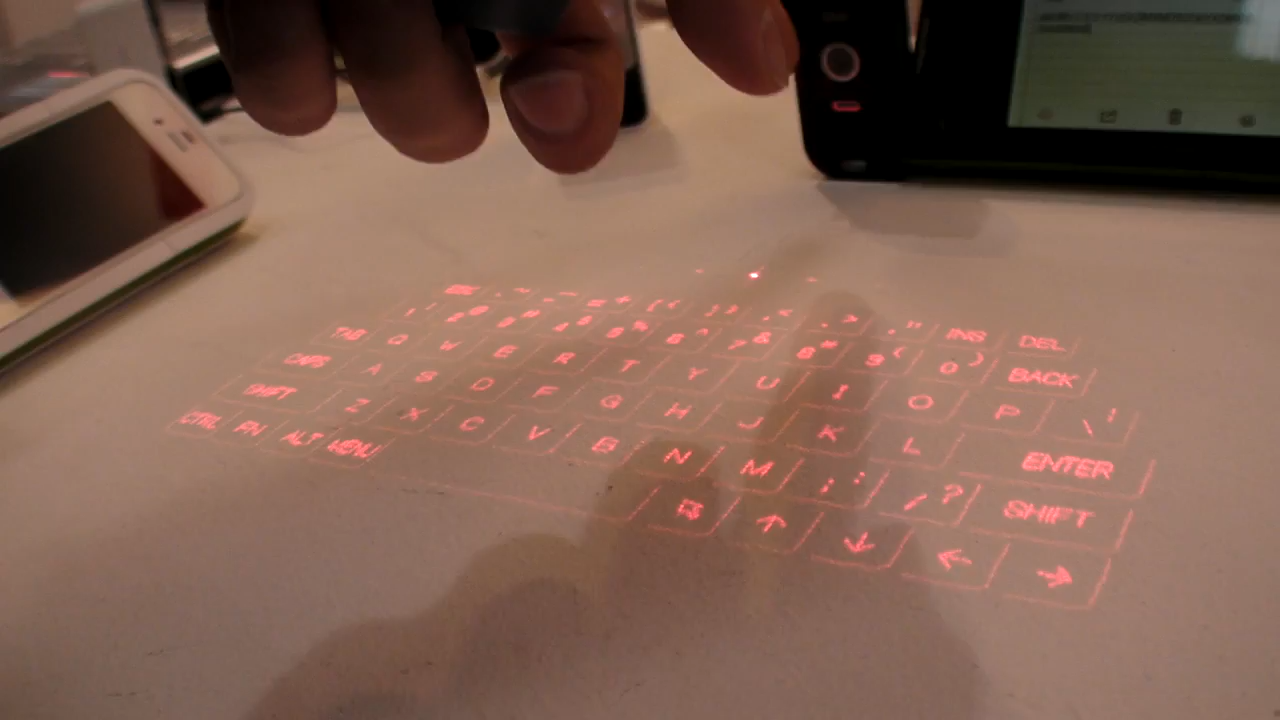 ESC ` ~ - _ = + [ { ] } , < . > ' " INS DEL
1 ! 2 @ 3 # 4 $ 5 % 6 ^ 7 & 8 * 9 ( 0 ) BACK
TAB Q W E R T Y U I O P \ |
CAPS A S D F G H J K L ENTER
SHIFT Z X C V B N M ; : / ? SHIFT
CTRL FN ALT MENU ↑ ↓ ← →